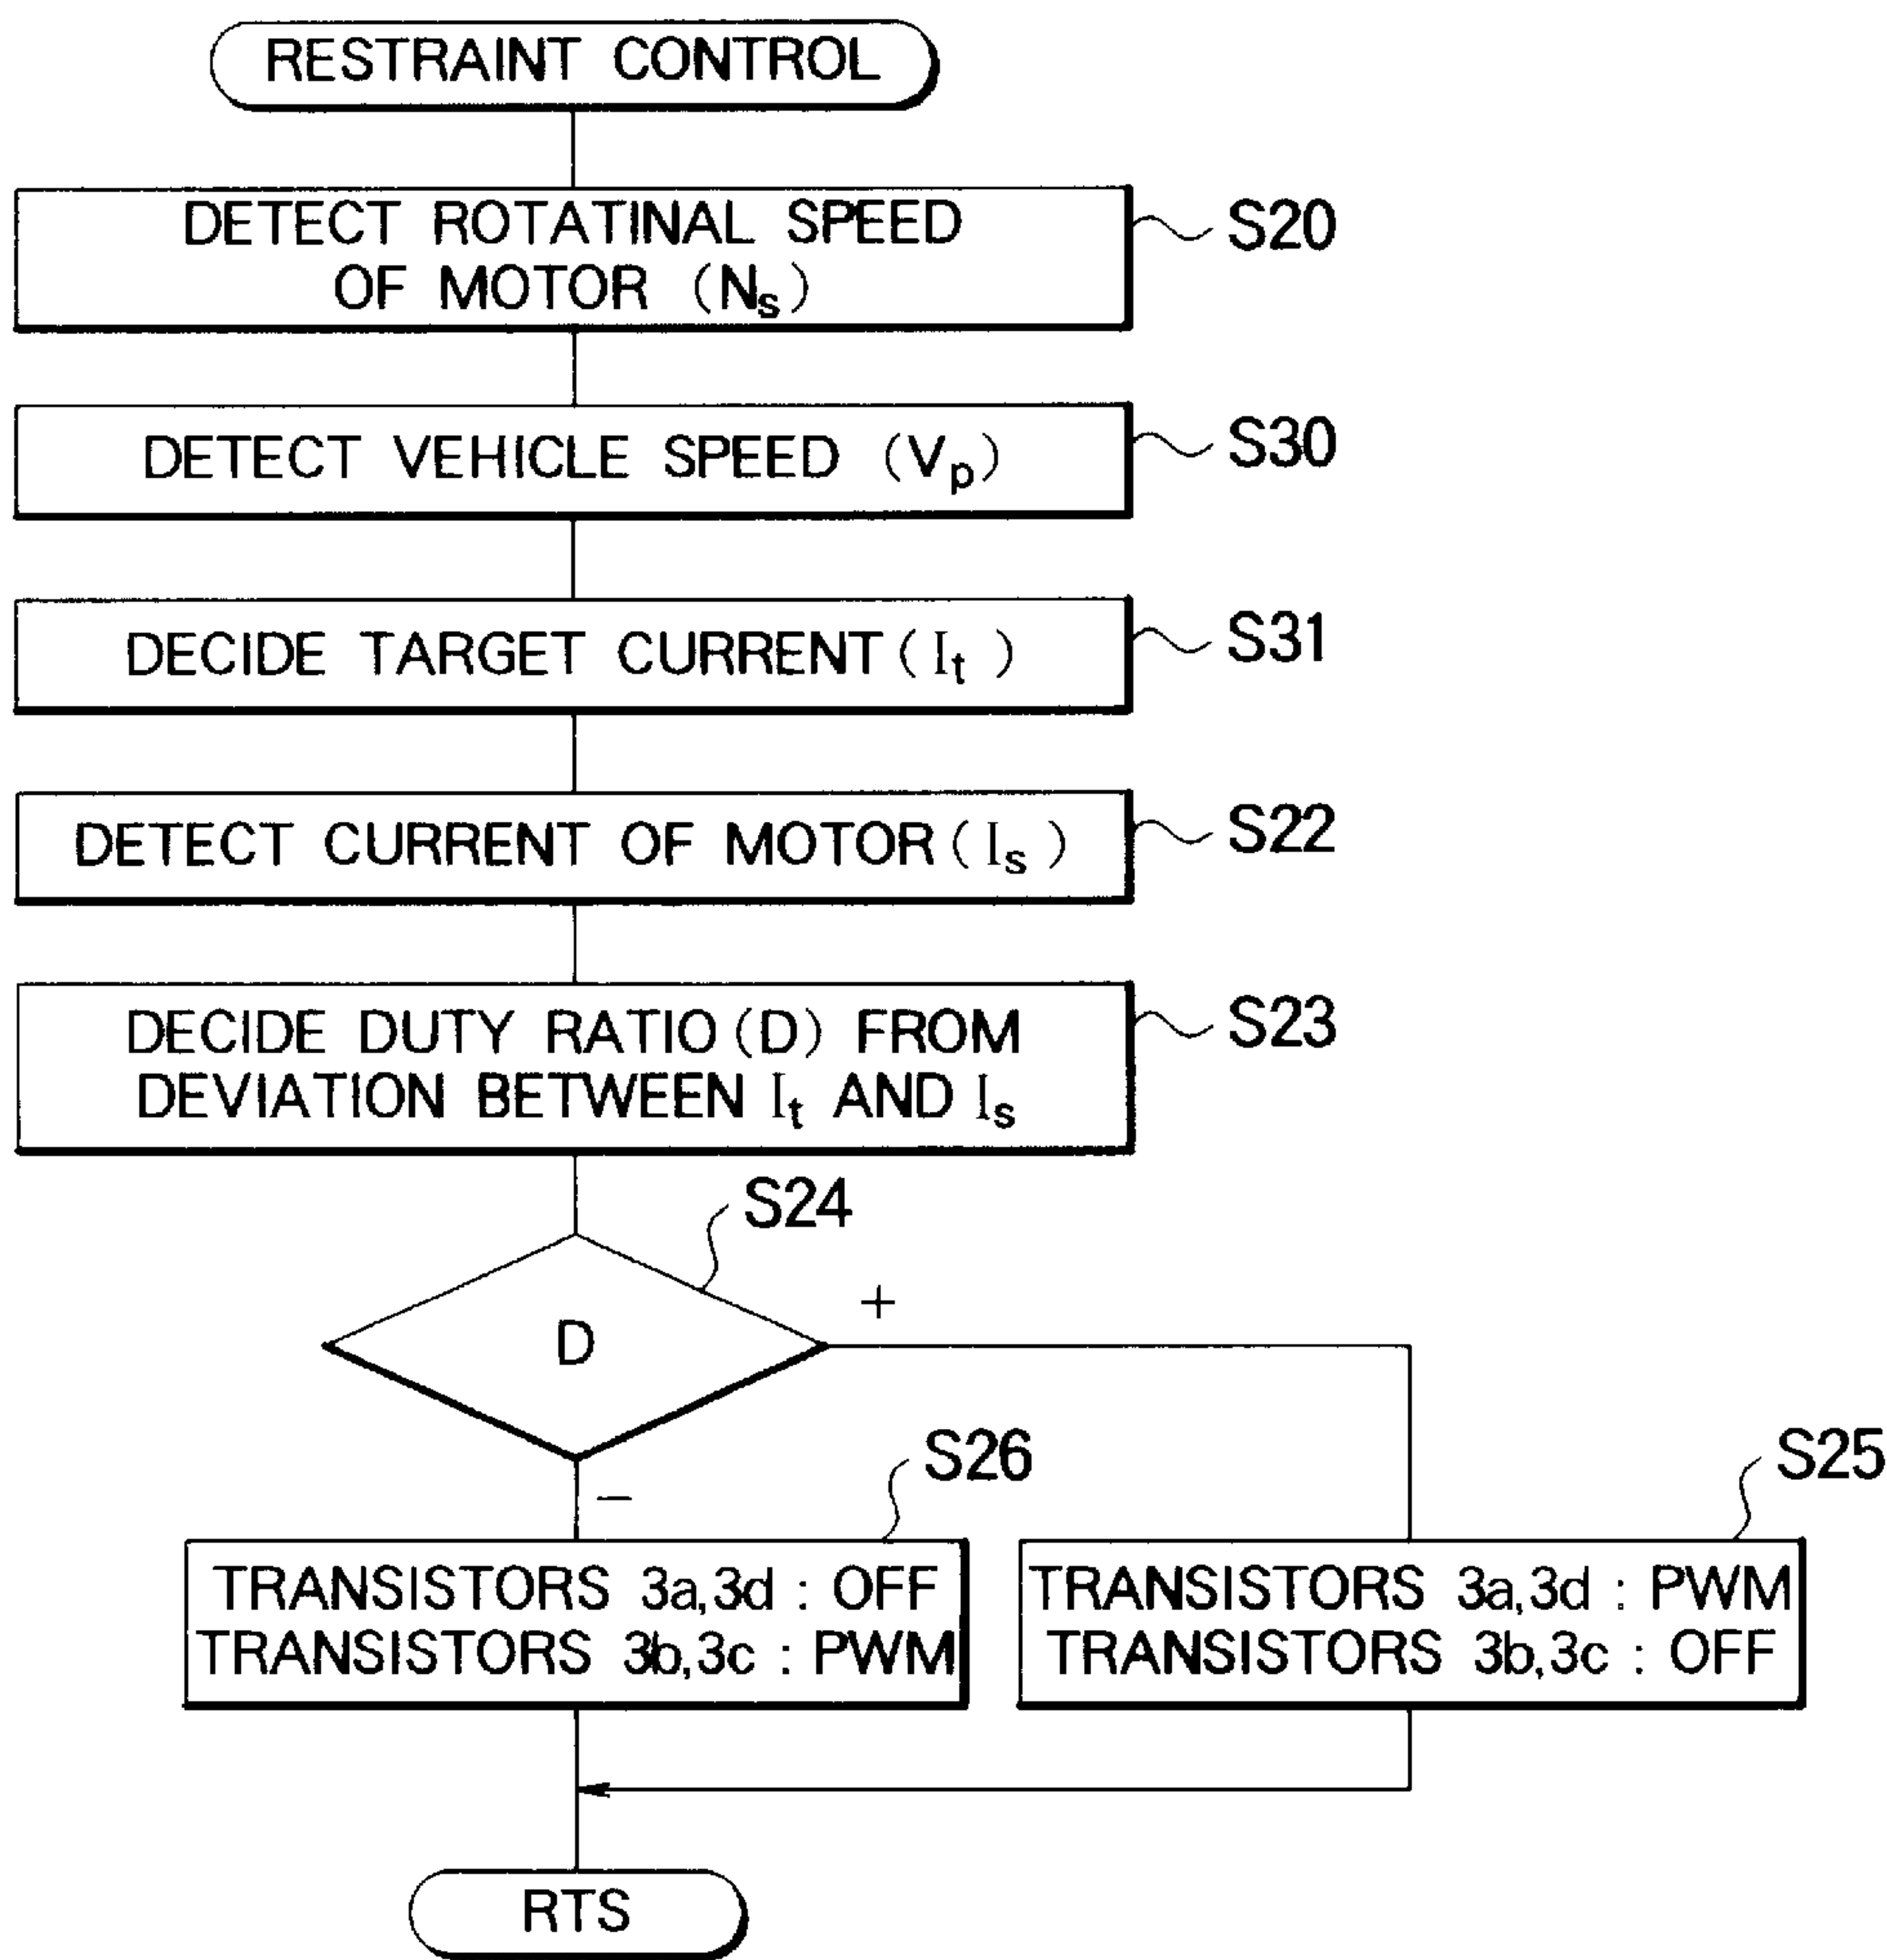 RESTRAINT CONTROL
DETECT ROTATINAL SPEED
OF MOTOR (Ns)
S20
DETECT VEHICLE SPEED (Vp)
S30
DECIDE TARGET CURRENT (It)
S31
DETECT CURRENT OF MOTOR (Is)
S22
DECIDE DUTY RATIO (D) FROM
DEVIATION BETWEEN It AND Is
S23
S24
D
+
−
S26
TRANSISTORS 3a,3d : OFF
TRANSISTORS 3b,3c : PWM
S25
TRANSISTORS 3a,3d : PWM
TRANSISTORS 3b,3c : OFF
RTS